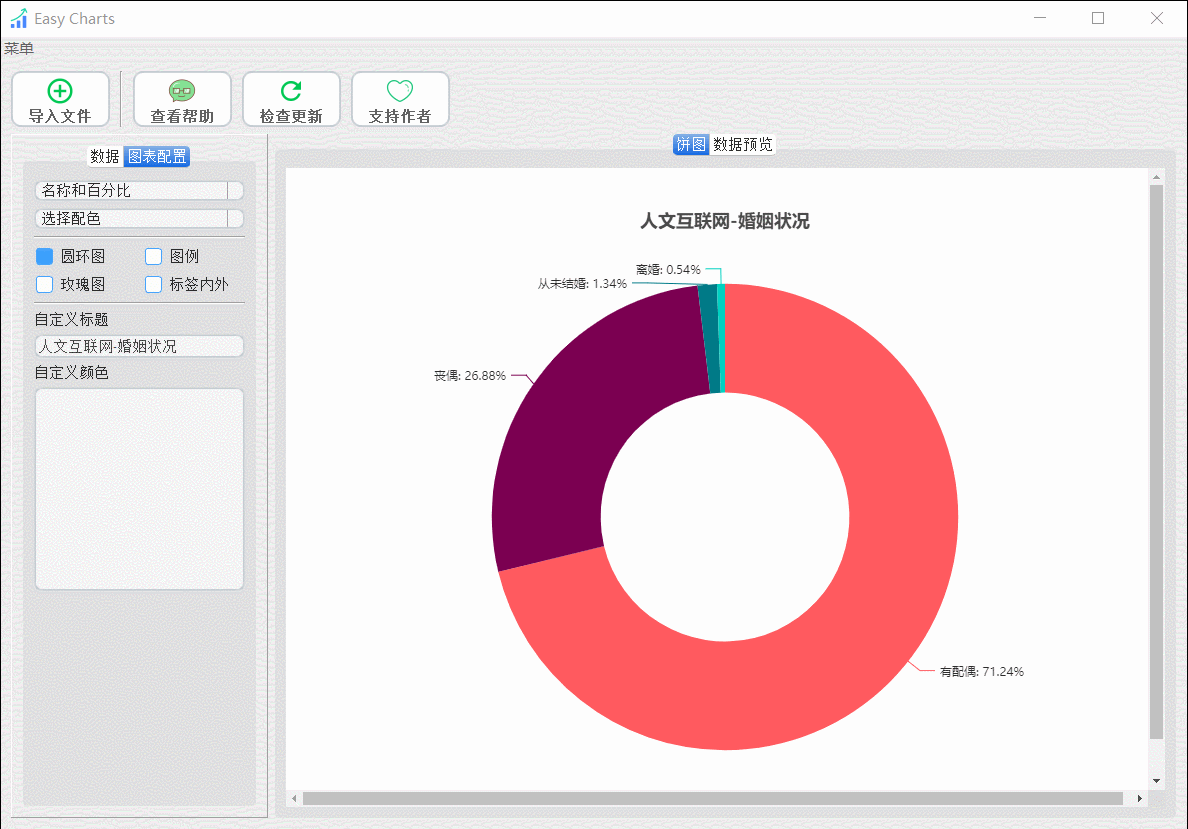 Easy Charts
菜单
导入文件
查看帮助
检查更新
支持作者
数据 图表配置
名称和百分比
选择配色
圆环图 图例
玫瑰图 标签内外
自定义标题
人文互联网-婚姻状况
自定义颜色
饼图 数据预览
人文互联网-婚姻状况
离婚: 0.54%
从未结婚: 1.34%
丧偶: 26.88%
有配偶: 71.24%